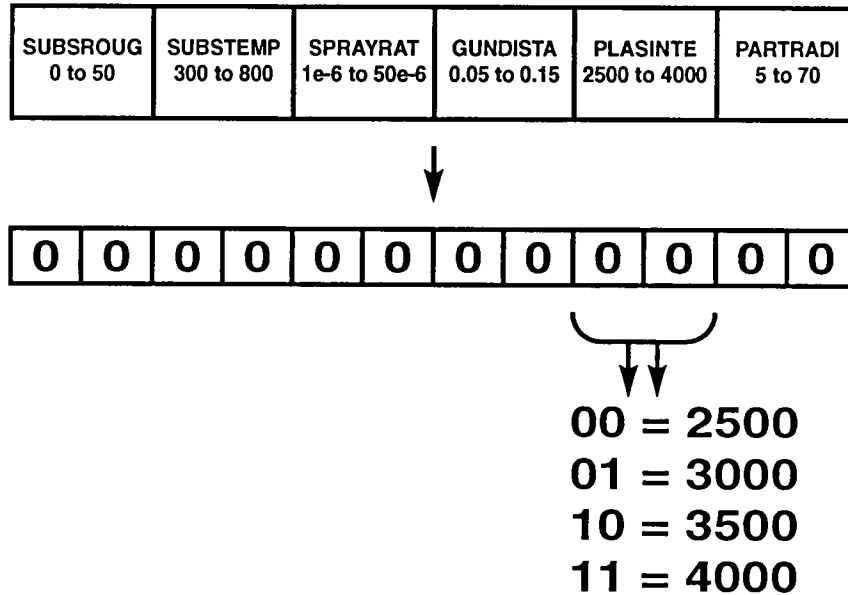 SUBSROUG SUBSTEMP SPRAYRAT GUNDISTA PLASINTE PARTRADI
0 to 50 300 to 800 1e-6 to 50e-6 0.05 to 0.15 2500 to 4000 5 to 70
0 0 0 0 0 0 0 0 0 0 0 0
00 = 2500
01 = 3000
10 = 3500
11 = 4000